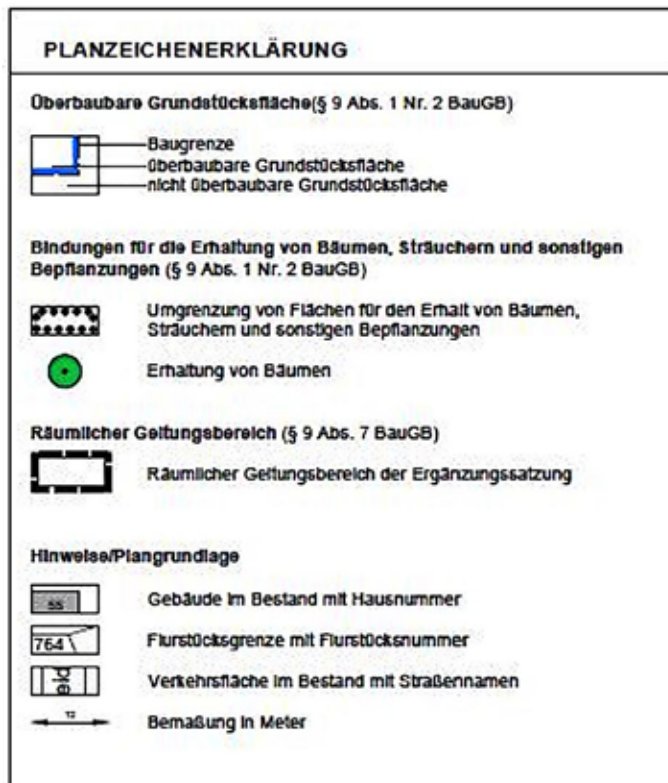 PLANZEICHENERKLÄRUNG
Überbaubare Grundstücksfläche(§ 9 Abs. 1 Nr. 2 BauGB)
Baugrenze
überbaubare Grundstücksfläche
nicht überbaubare Grundstücksfläche
Bindungen für die Erhaltung von Bäumen, Sträuchern und sonstigen
Bepflanzungen (§ 9 Abs. 1 Nr. 2 BauGB)
Umgrenzung von Flächen für den Erhalt von Bäumen,
Sträuchern und sonstigen Bepflanzungen
Erhaltung von Bäumen
Räumlicher Geltungsbereich (§ 9 Abs. 7 BauGB)
Räumlicher Geltungsbereich der Ergänzungssatzung
Hinweise/Plangrundlage
55 Gebäude im Bestand mit Hausnummer
764 Flurstücksgrenze mit Flurstücksnummer
eld Verkehrsfläche im Bestand mit Straßennamen
12 Bemaßung in Meter